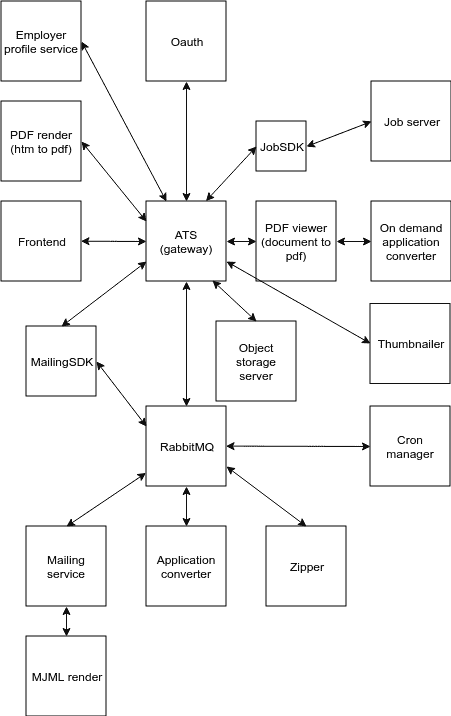 Employer
profile service
Oauth
PDF render
(htm to pdf)
JobSDK
Job server
Frontend
ATS
(gateway)
PDF viewer
(document to
pdf)
On demand
application
converter
MailingSDK
Object
storage
server
Thumbnailer
RabbitMQ
Cron
manager
Mailing
service
Application
converter
Zipper
MJML render